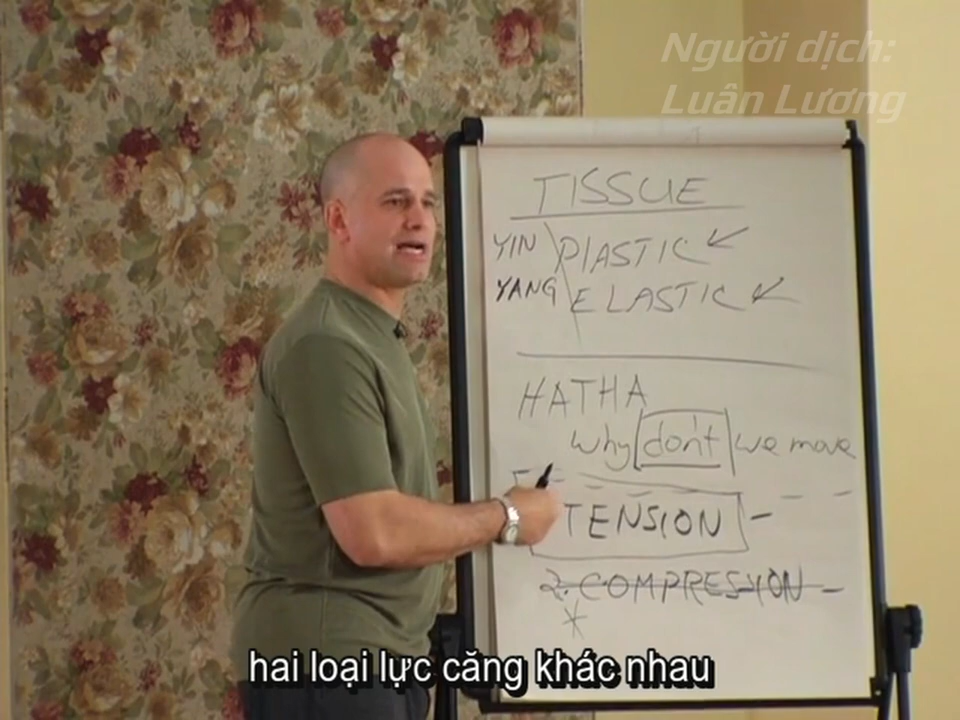 Người dịch:
Luân Lương
TISSUE
YIN PLASTIC
YANG ELASTIC
HATHA
why don't we move
TENSION -
2. COMPRESSION -
*
hai loại lực căng khác nhau